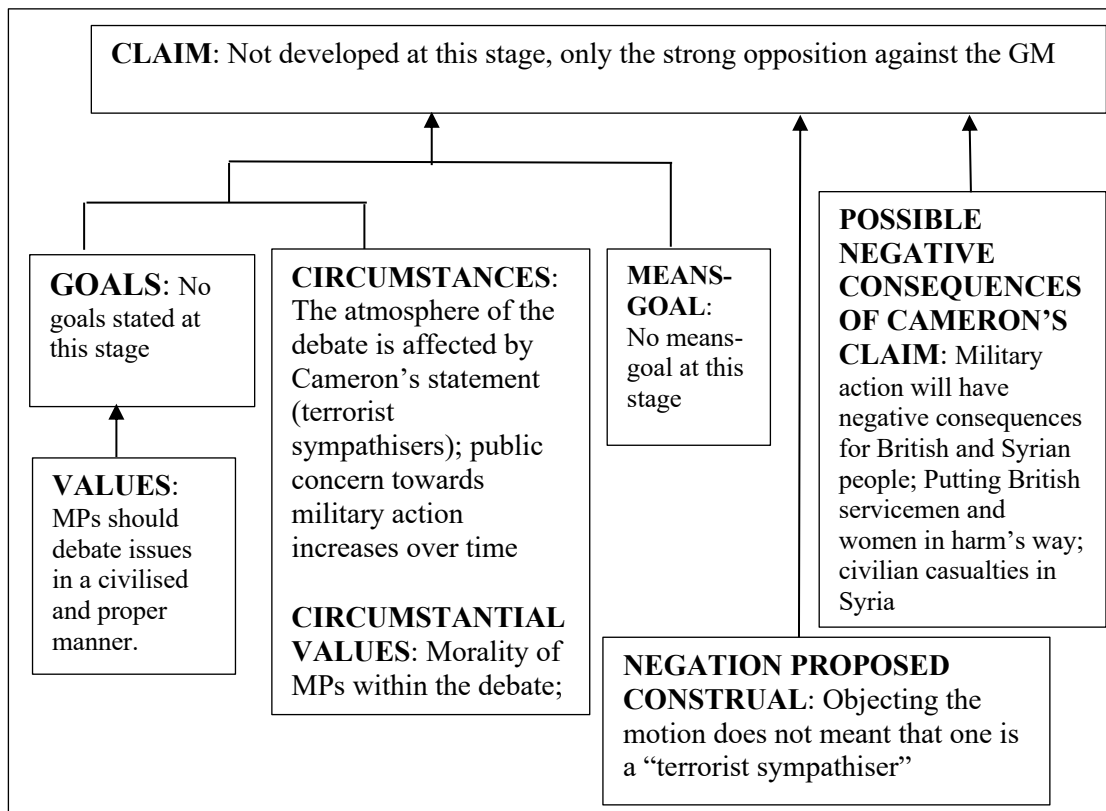 CLAIM: Not developed at this stage, only the strong opposition against the GM
GOALS: No
goals stated at
this stage
VALUES:
MPs should
debate issues
in a civilised
and proper
manner.
CIRCUMSTANCES:
The atmosphere of the
debate is affected by
Cameron’s statement
(terrorist
sympathisers); public
concern towards
military action
increases over time
CIRCUMSTANTIAL
VALUES: Morality of
MPs within the debate;
MEANS-
GOAL:
No means-
goal at this
stage
POSSIBLE
NEGATIVE
CONSEQUENCES
OF CAMERON’S
CLAIM: Military
action will have
negative consequences
for British and Syrian
people; Putting British
servicemen and
women in harm’s way;
civilian casualties in
Syria
NEGATION PROPOSED
CONSTRUAL: Objecting the
motion does not meant that one is
a “terrorist sympathiser”